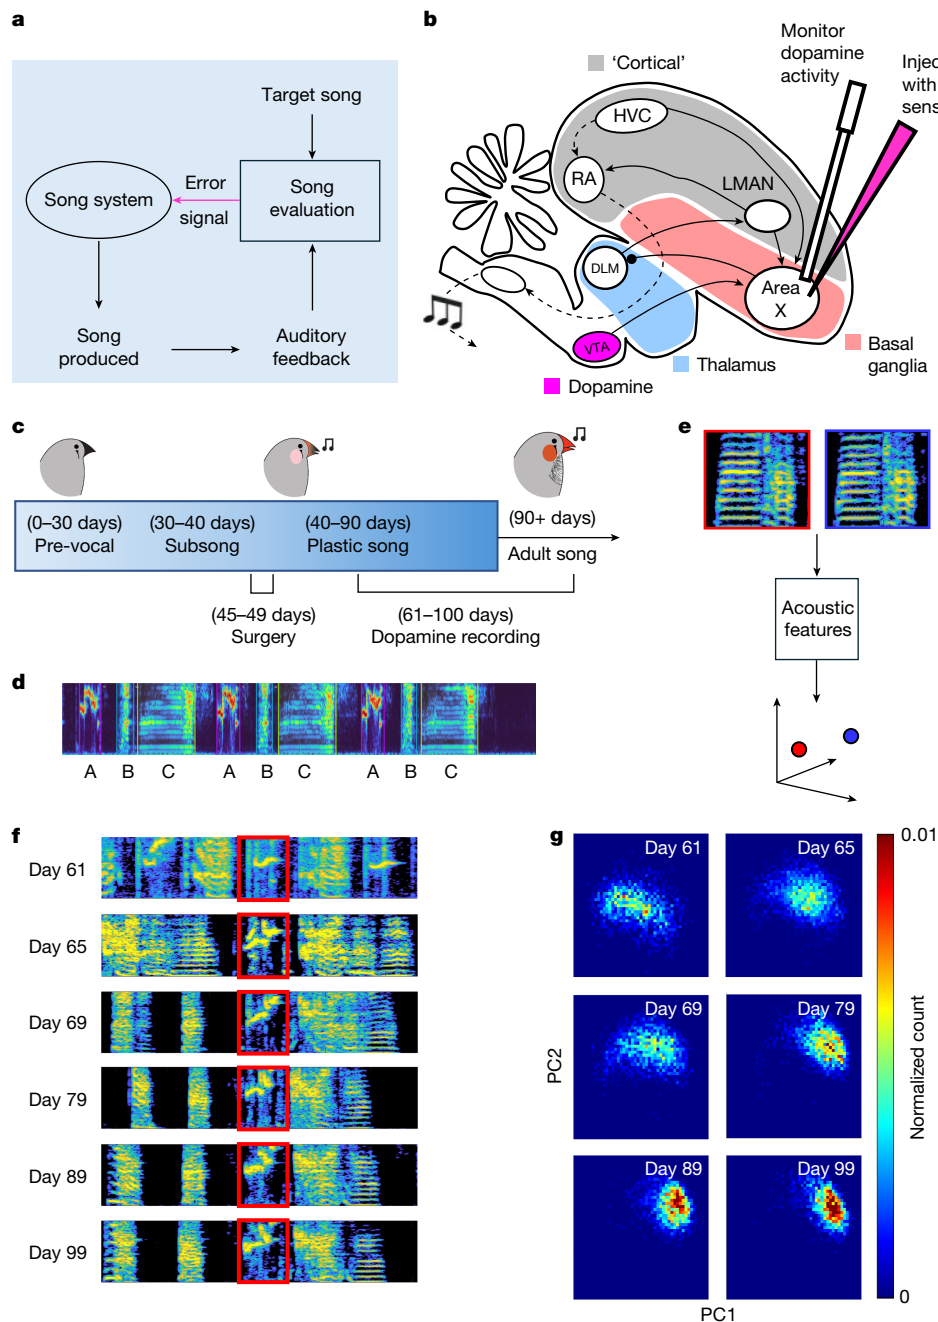 a
Target song
Song system
Error
signal
Song
evaluation
Song
produced
Auditory
feedback
b
Monitor
dopamine
activity
Injec
with
sens
'Cortical'
HVC
RA
LMAN
DLM
Area
X
VTA
Basal
ganglia
Thalamus
Dopamine
c
(0–30 days)
Pre-vocal
(30–40 days)
Subsong
(40–90 days)
Plastic song
(90+ days)
Adult song
(45–49 days)
Surgery
(61–100 days)
Dopamine recording
d
A B C A B C A B C
e
Acoustic
features
f
Day 61
Day 65
Day 69
Day 79
Day 89
Day 99
g
Day 61
Day 65
Day 69
Day 79
Day 89
Day 99
PC2
PC1
0.01
Normalized count
0